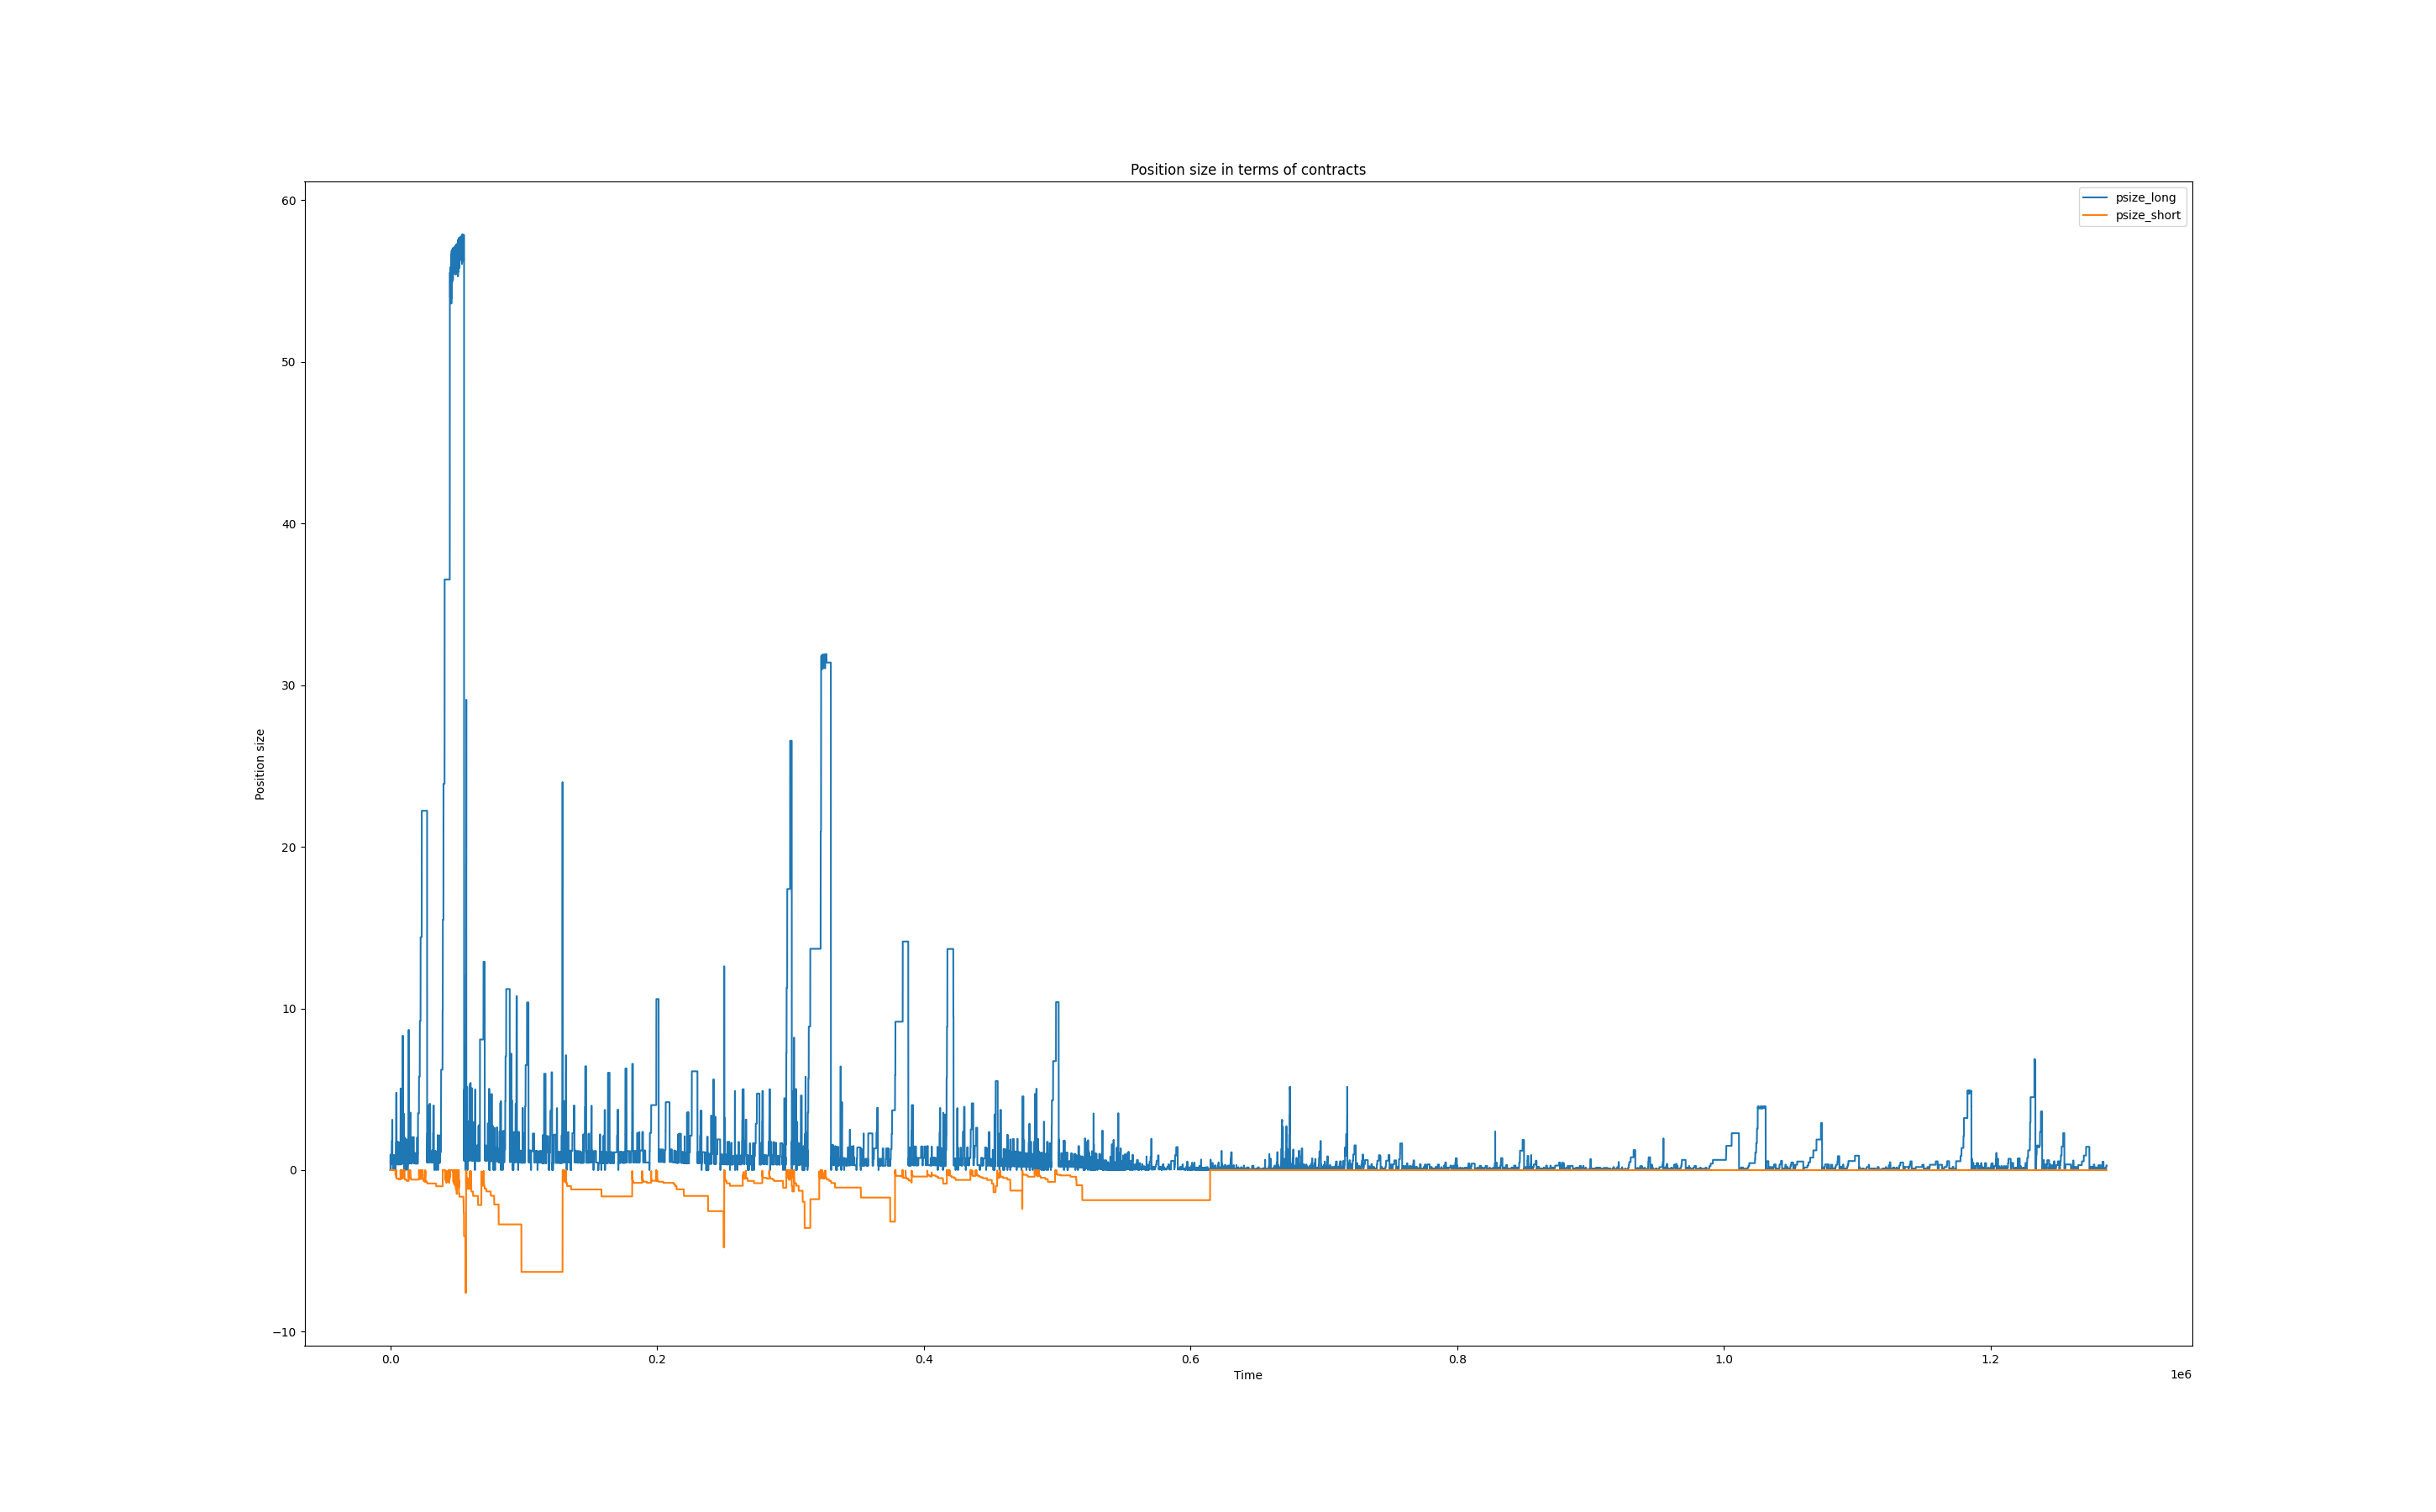 Position size in terms of contracts
psize_long
psize_short
Position size
60
50
40
30
20
10
0
−10
0.0 0.2 0.4 0.6 0.8 1.0 1.2
Time
1e6